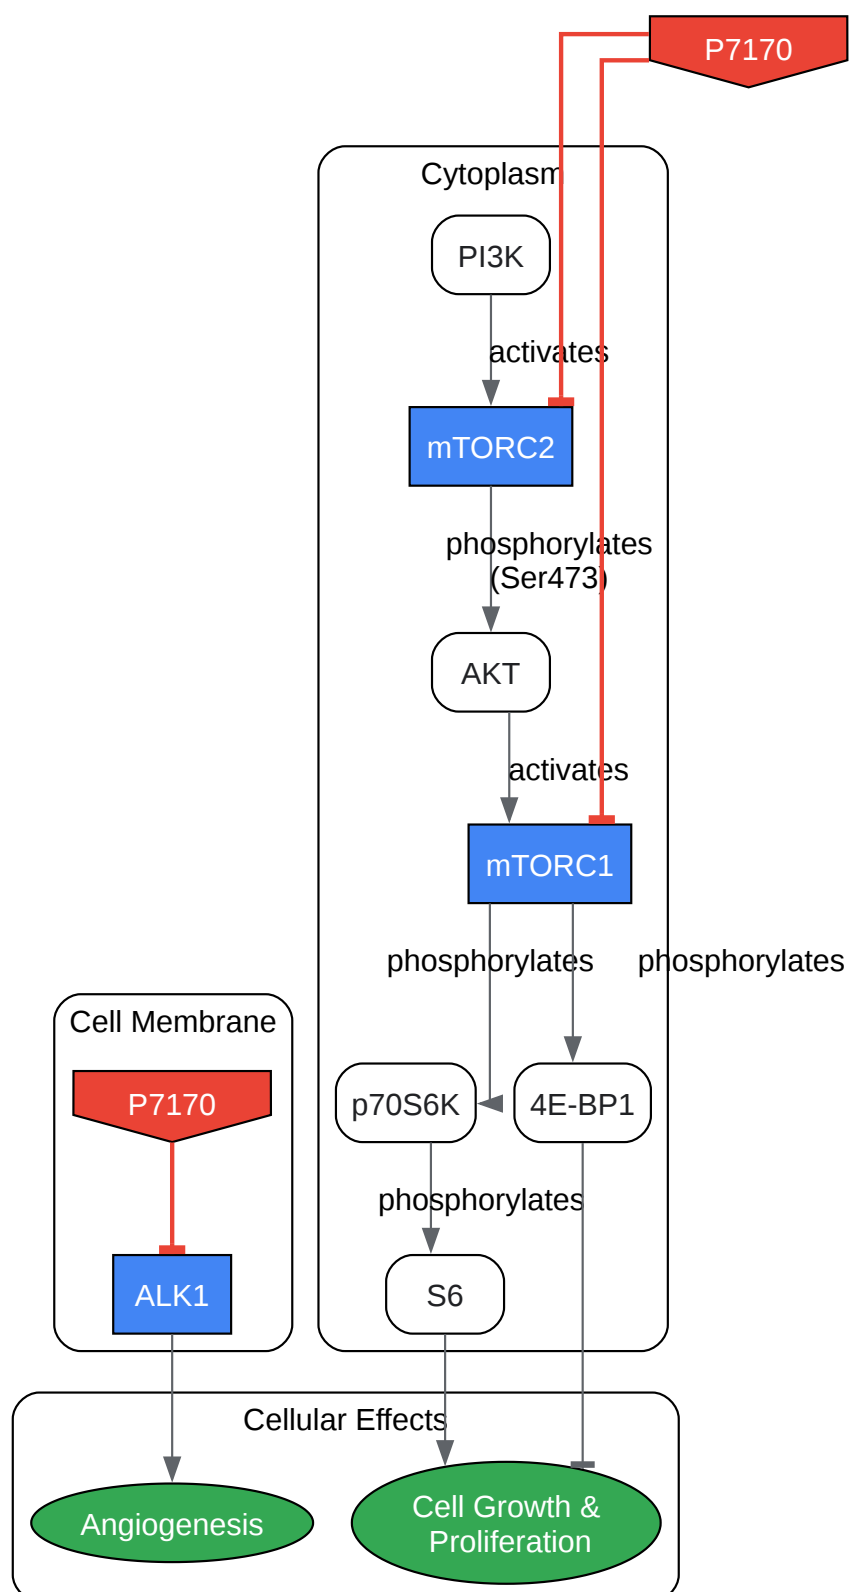 P7170
Cytoplasm
PI3K
activates
mTORC2
phosphorylates
(Ser473)
AKT
activates
mTORC1
phosphorylates
phosphorylates
Cell Membrane
P7170
p70S6K
4E-BP1
phosphorylates
ALK1
S6
Cellular Effects
Angiogenesis
Cell Growth &
Proliferation